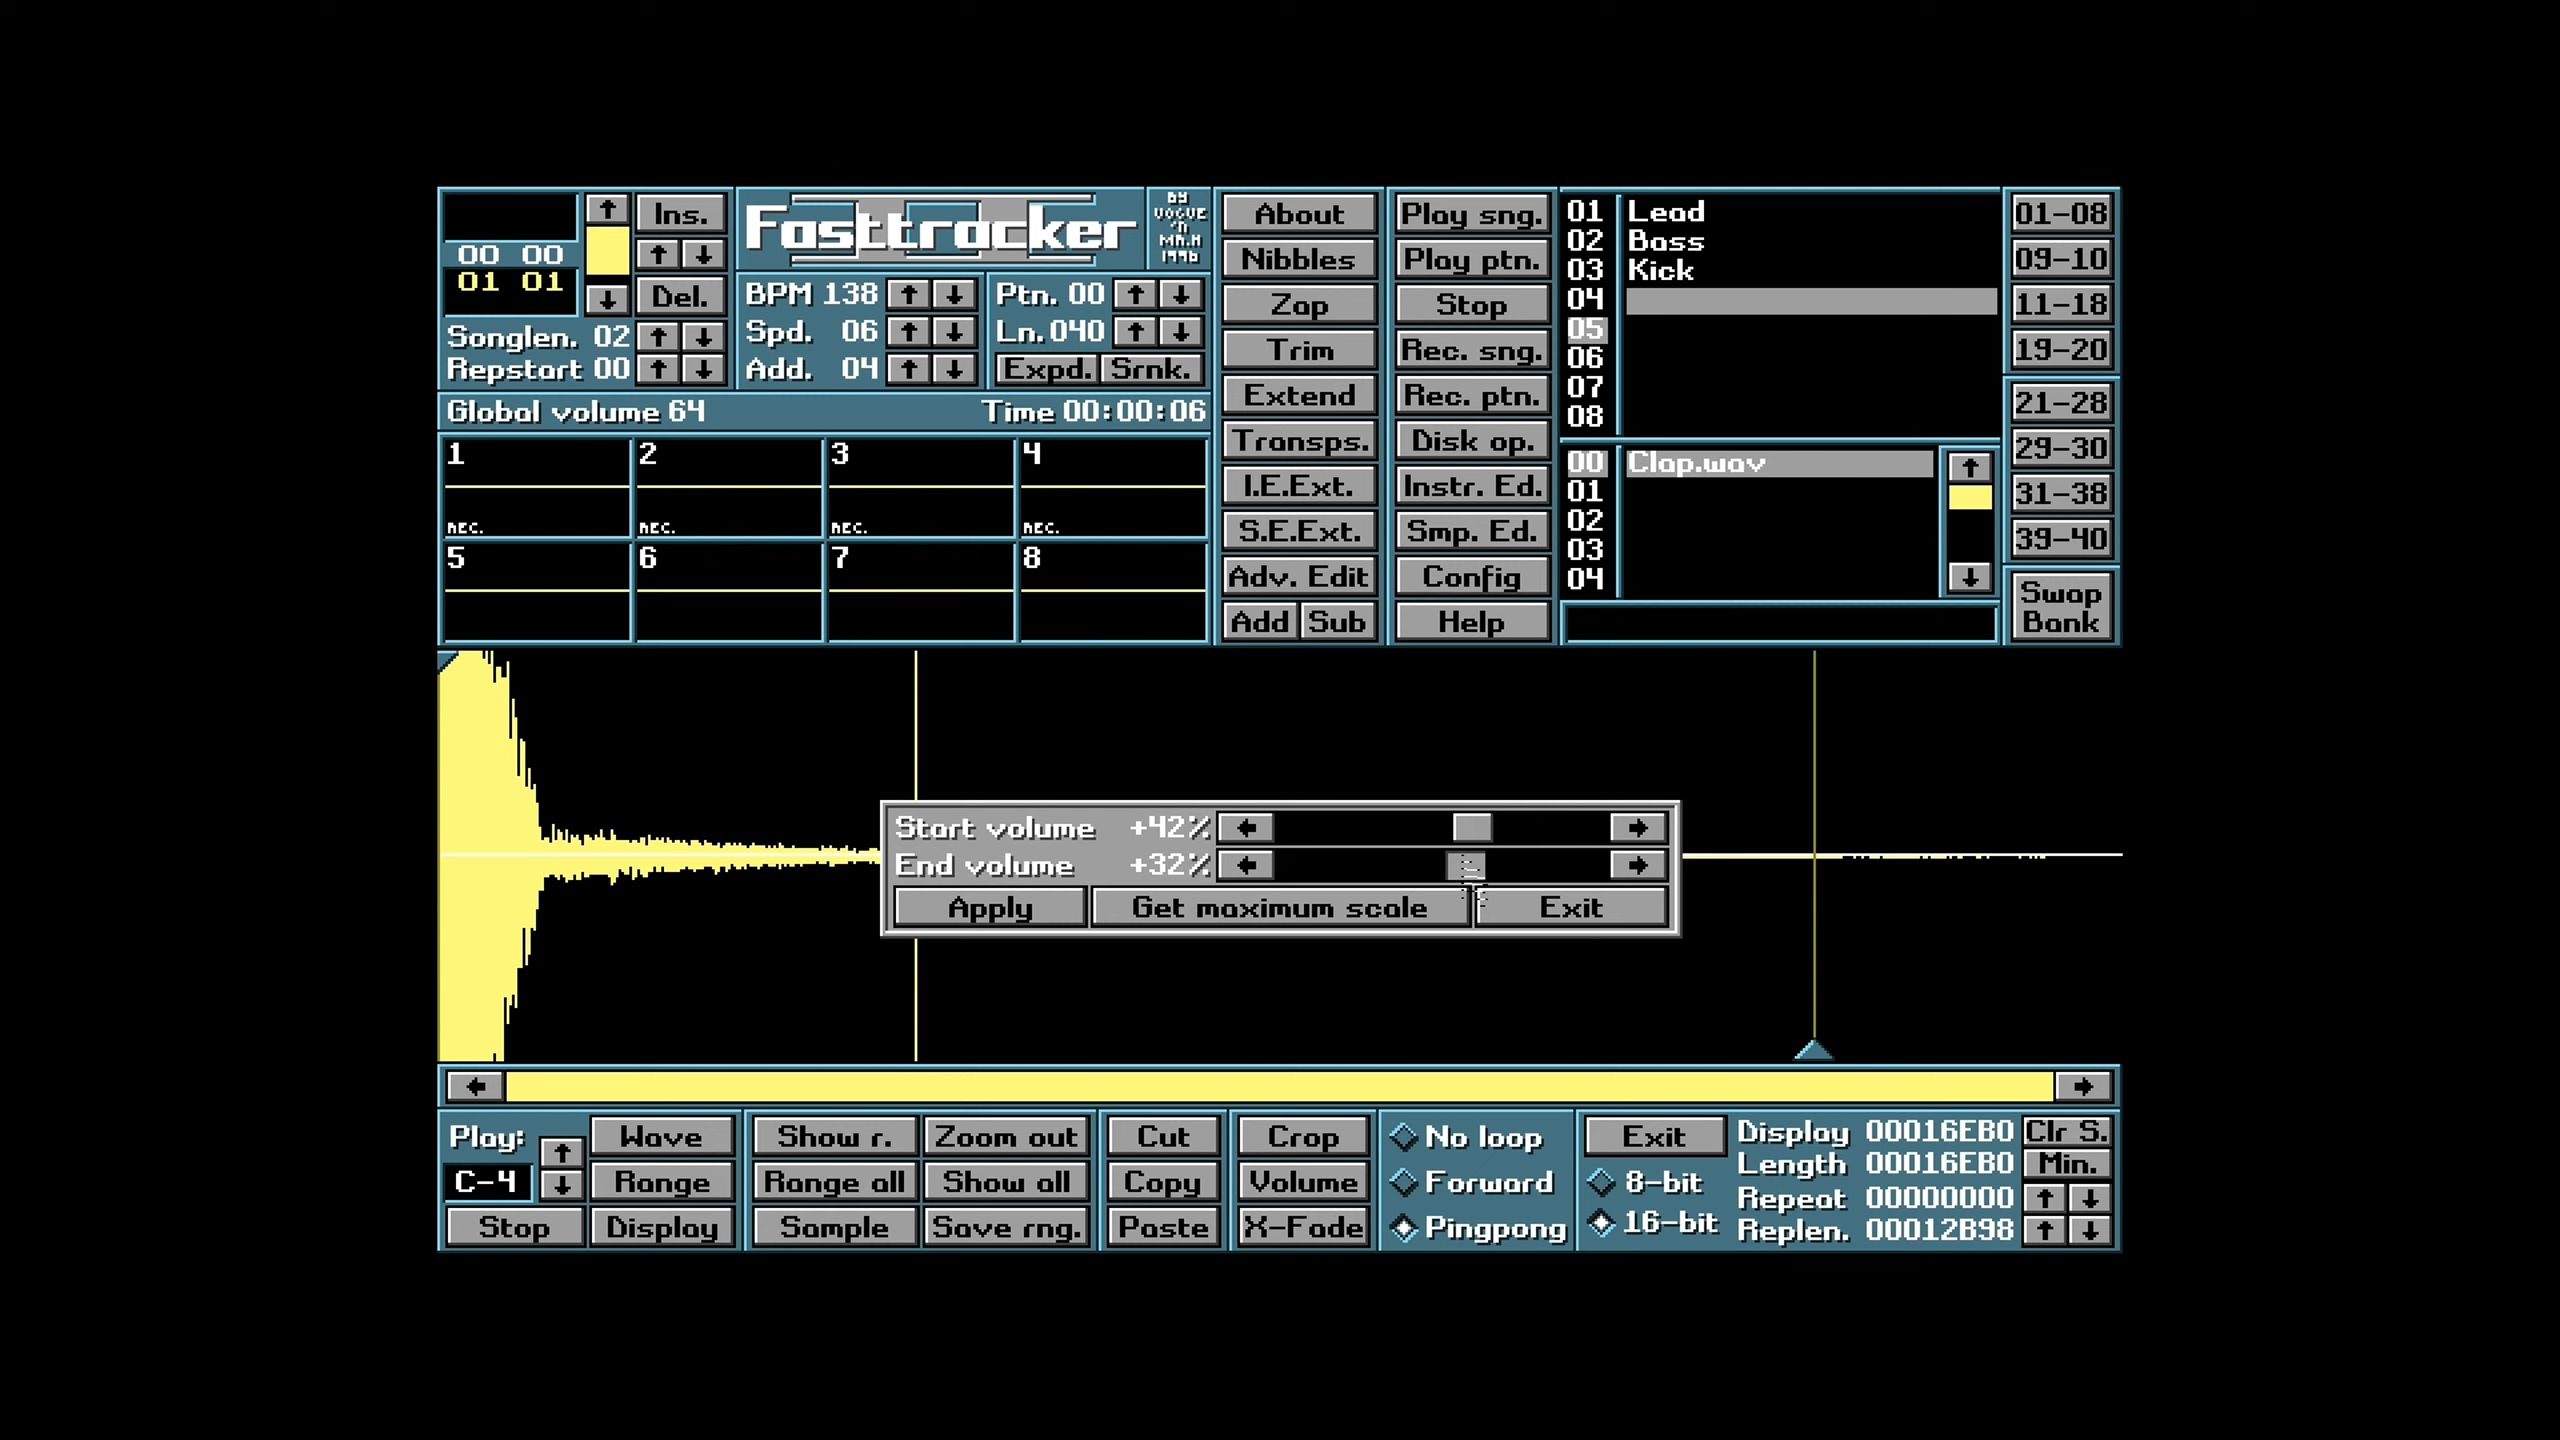 00 00
01 01
Ins.
Del.
Songlen. 02
Repstart 00
Fasttracker
by
VOGUE
'n
Mr.H
1996
BPM 138
Spd. 06
Add. 04
Ptn. 00
Ln. 040
Expd. Srnk.
Global volume 64
Time 00:00:06
1 2 3 4
REC. REC. REC. REC.
5 6 7 8
About
Nibbles
Zap
Trim
Extend
Transps.
I.E.Ext.
S.E.Ext.
Adv. Edit
Add Sub
Play sng.
Play ptn.
Stop
Rec. sng.
Rec. ptn.
Disk op.
Instr. Ed.
Smp. Ed.
Config
Help
01 Lead
02 Bass
03 Kick
04
05
06
07
08
00 Clap.wav
01
02
03
04
01-08
09-10
11-18
19-20
21-28
29-30
31-38
39-40
Swap
Bank
Start volume +42%
End volume +32%
Apply Get maximum scale Exit
Play:
C-4
Stop
Wave
Range
Display
Show r.
Range all
Sample
Zoom out
Show all
Save rng.
Cut
Copy
Paste
Crop
Volume
X-Fade
No loop
Forward
Pingpong
Exit
8-bit
16-bit
Display 00016EB0
Length 00016EB0
Repeat 00000000
Replen. 00012B98
Clr S.
Min.